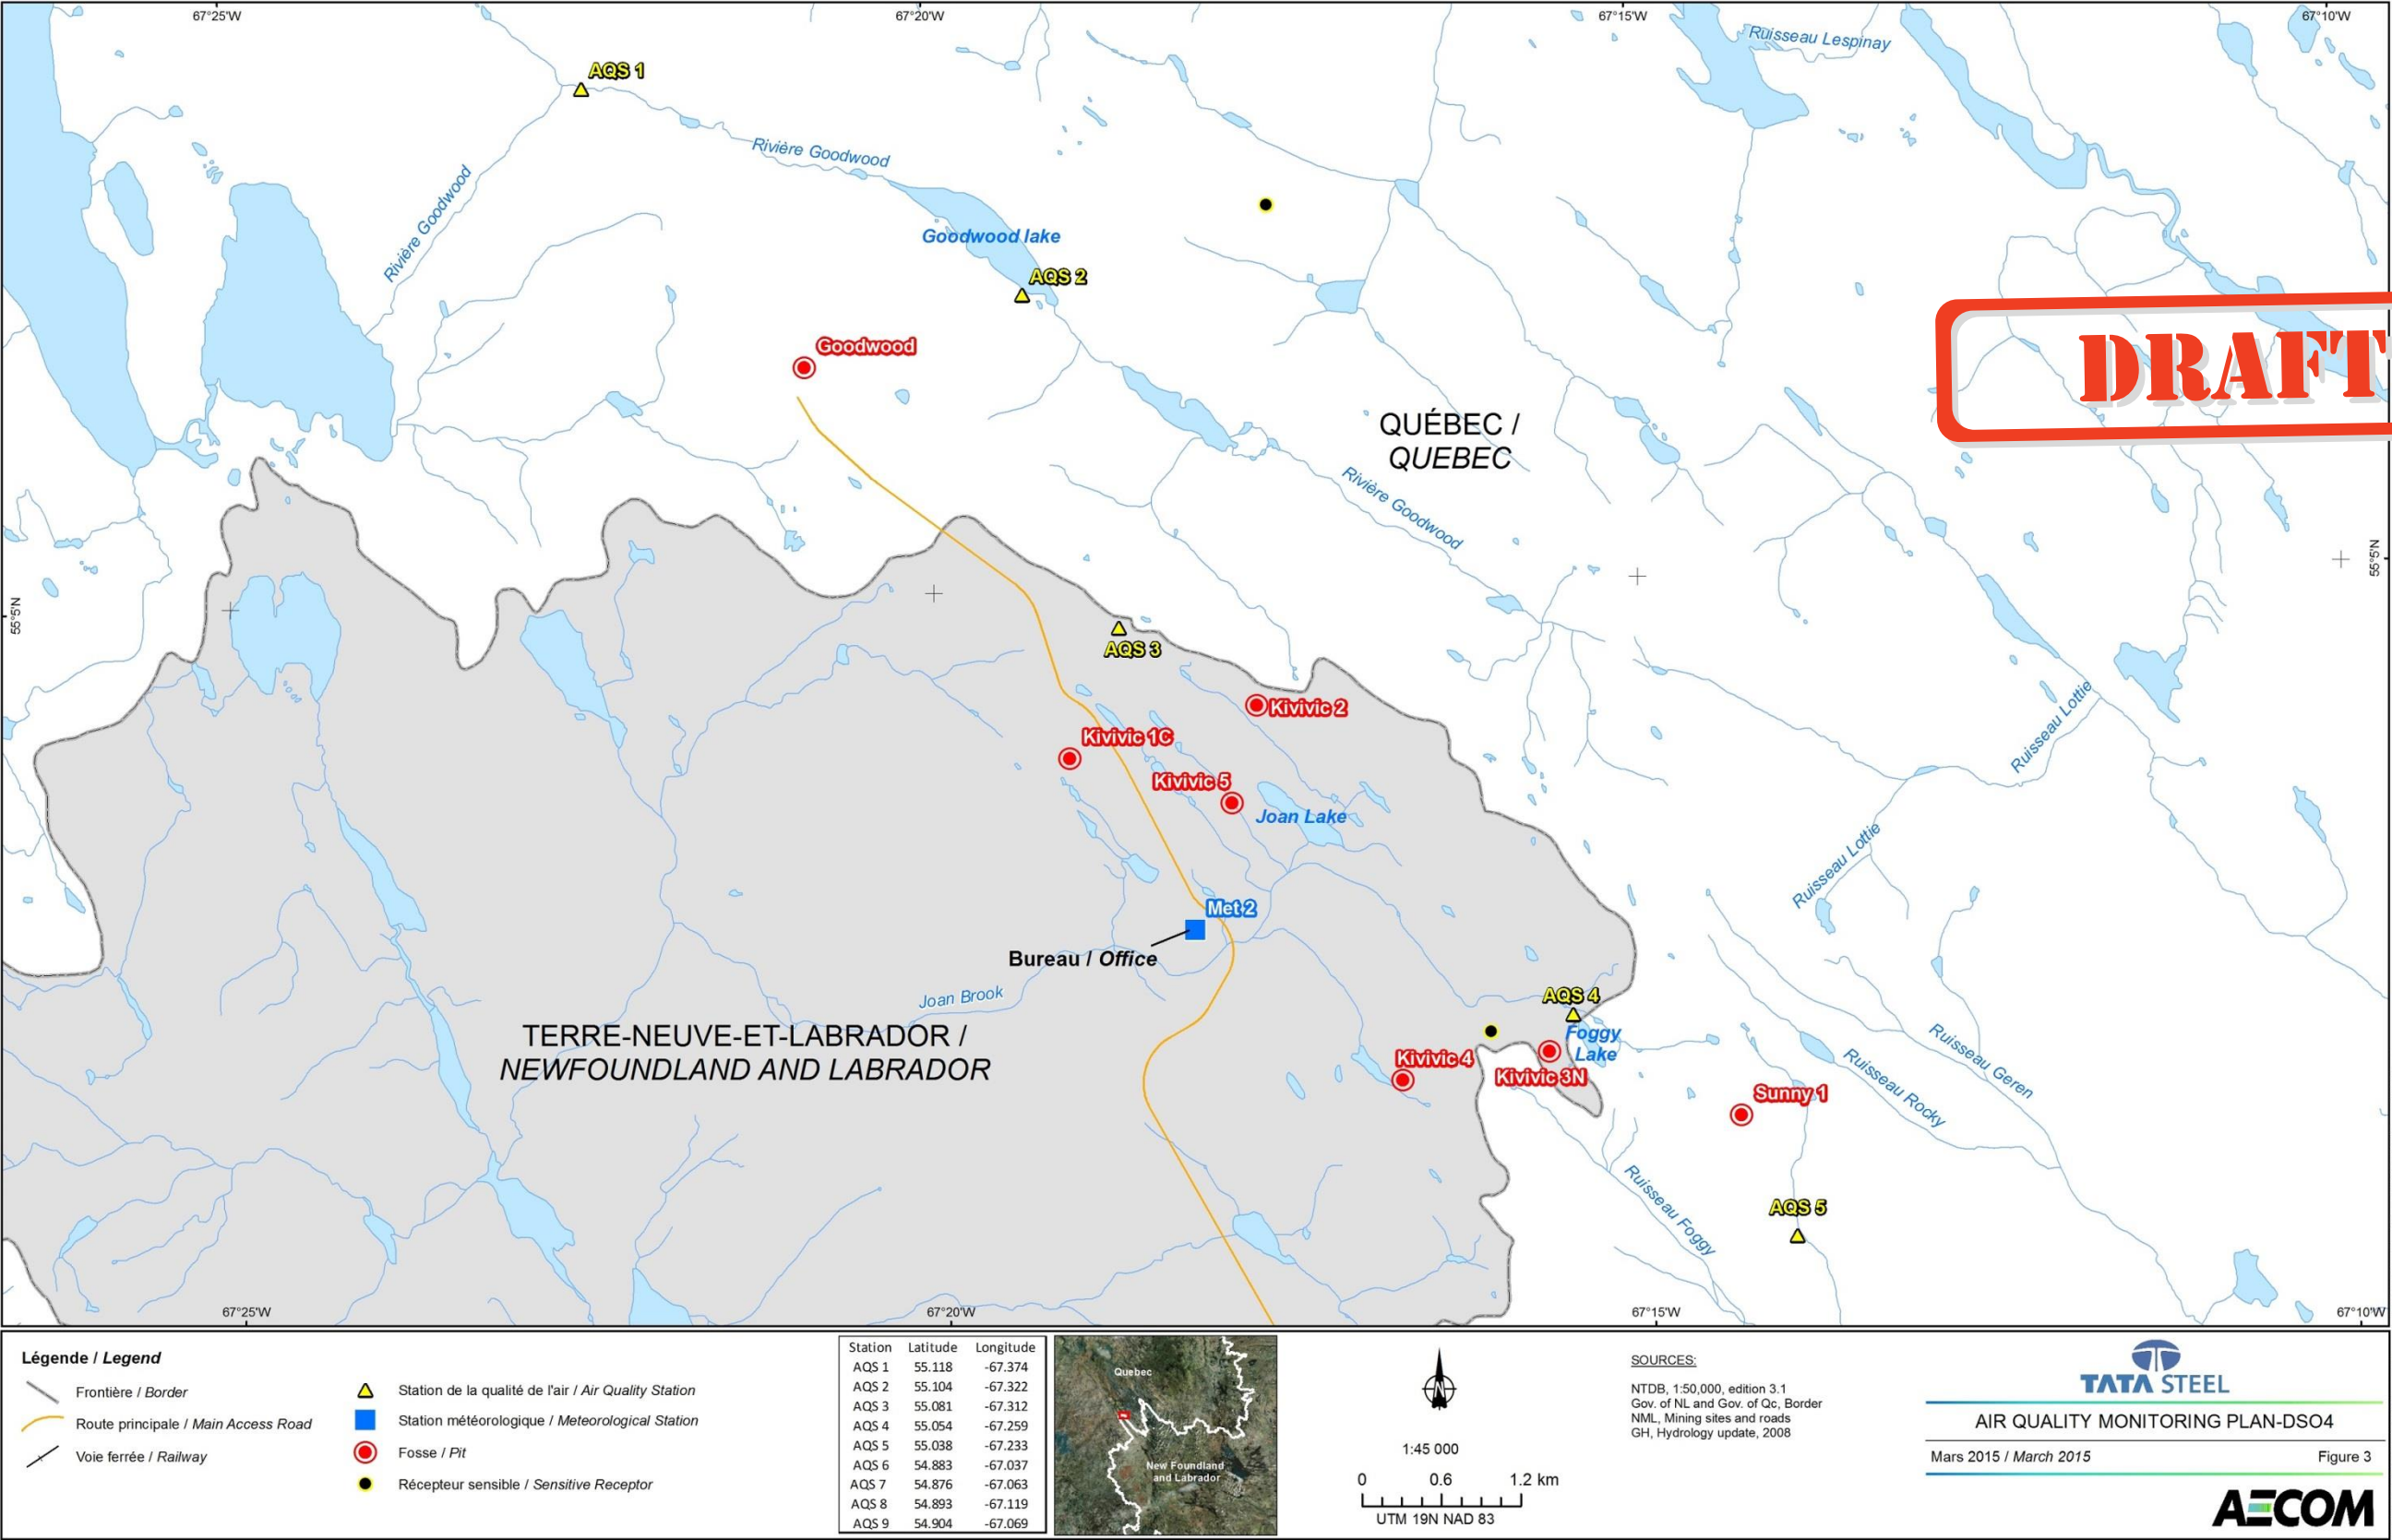 67°25'W
67°20'W
67°15'W
67°10'W
Ruisseau Lespinay
AQS 1
Rivière Goodwood
Rivière Goodwood
Goodwood lake
AQS 2
Goodwood
DRAFT
QUÉBEC /
QUEBEC
Rivière Goodwood
55°5'N
55°5'N
AQS 3
Kivivic 2
Ruisseau Lottie
Kivivic 1C
Kivivic 5
Joan Lake
Ruisseau Lottie
Met 2
Bureau / Office
Joan Brook
AQS 4
Foggy
Lake
TERRE-NEUVE-ET-LABRADOR /
NEWFOUNDLAND AND LABRADOR
Kivivic 4
Kivivic 3N
Sunny 1
Ruisseau Geren
Ruisseau Rocky
Ruisseau Foggy
AQS 5
67°25'W
67°20'W
67°15'W
67°10'W
Légende / Legend
Frontière / Border
Route principale / Main Access Road
Voie ferrée / Railway
Station de la qualité de l'air / Air Quality Station
Station météorologique / Meteorological Station
Fosse / Pit
Récepteur sensible / Sensitive Receptor
Station Latitude Longitude
AQS 1 55.118 -67.374
AQS 2 55.104 -67.322
AQS 3 55.081 -67.312
AQS 4 55.054 -67.259
AQS 5 55.038 -67.233
AQS 6 54.883 -67.037
AQS 7 54.876 -67.063
AQS 8 54.893 -67.119
AQS 9 54.904 -67.069
Quebec
New Foundland
and Labrador
N
1:45 000
0 0.6 1.2 km
UTM 19N NAD 83
SOURCES:
NTDB, 1:50,000, edition 3.1
Gov. of NL and Gov. of Qc, Border
NML, Mining sites and roads
GH, Hydrology update, 2008
TATA STEEL
AIR QUALITY MONITORING PLAN-DSO4
Mars 2015 / March 2015 Figure 3
AECOM